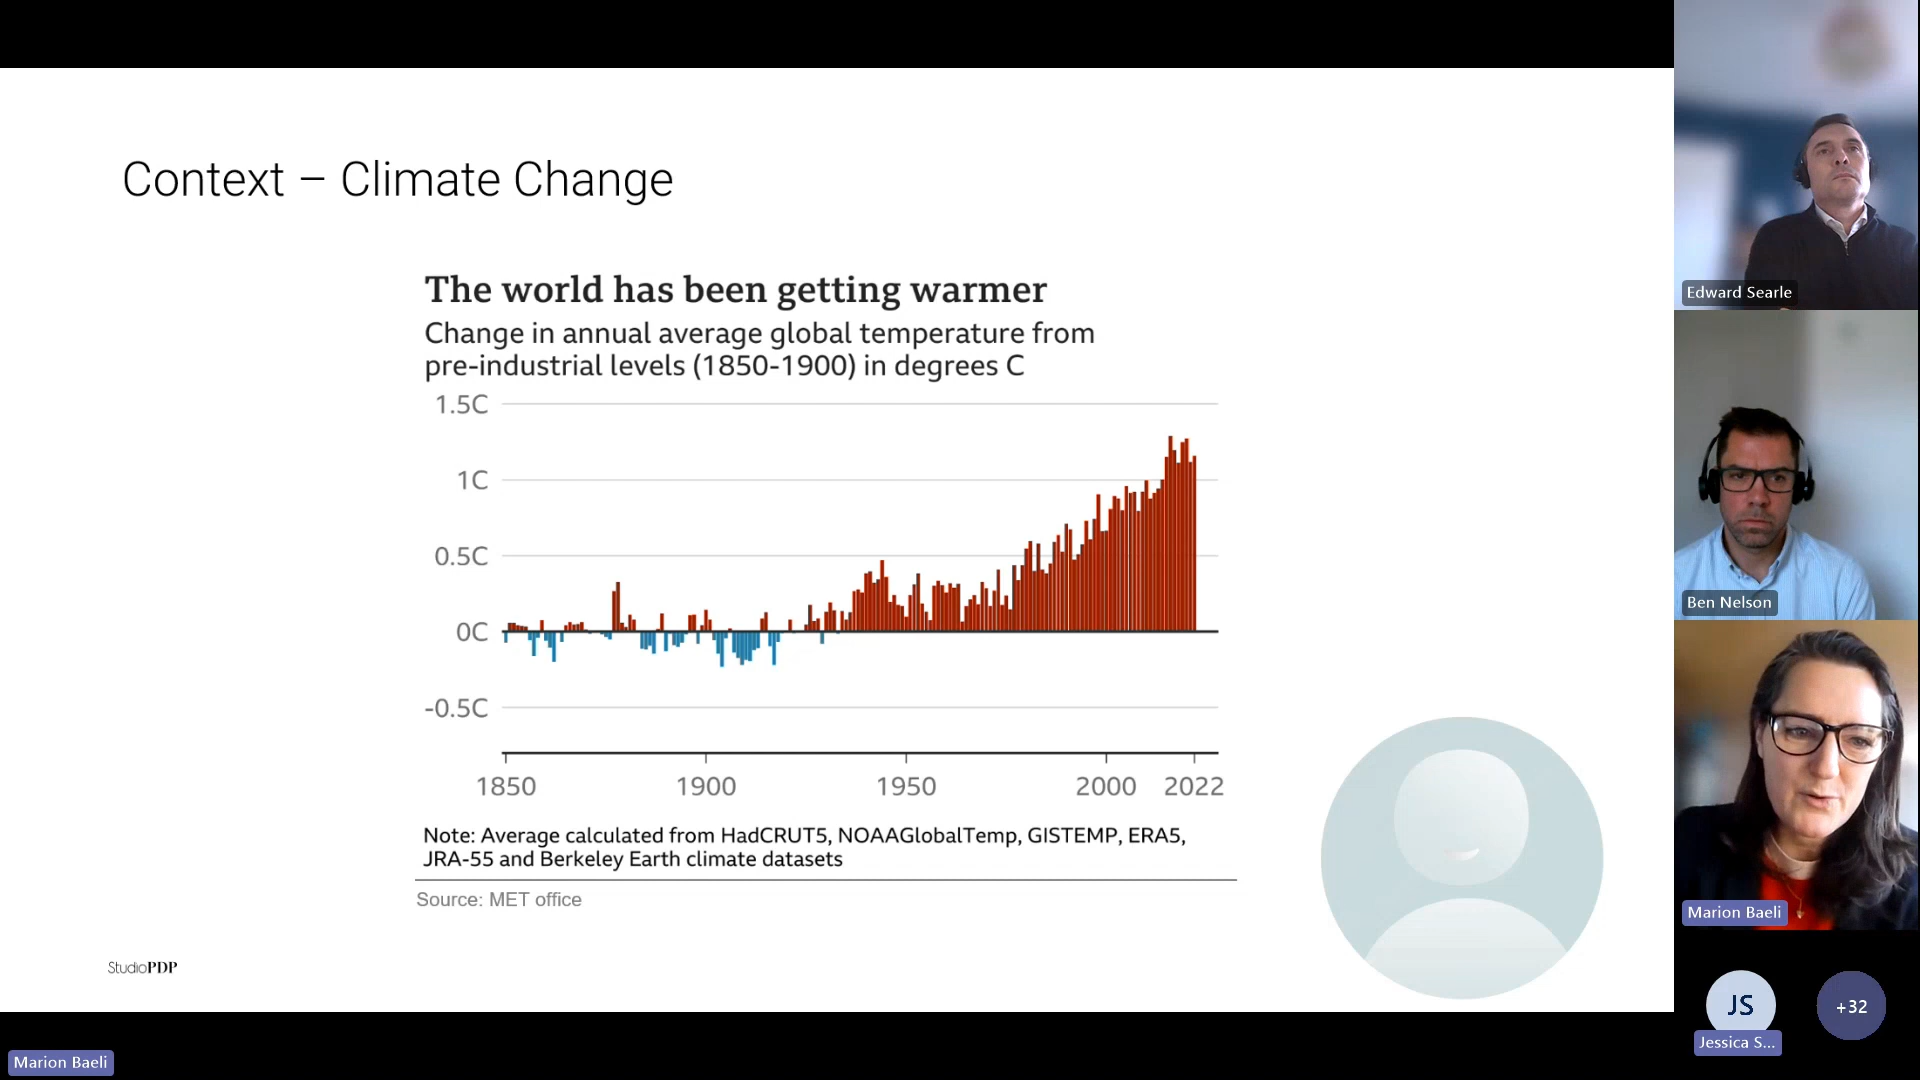 Context – Climate Change
The world has been getting warmer
Change in annual average global temperature from
pre-industrial levels (1850-1900) in degrees C
1.5C
1C
0.5C
0C
-0.5C
1850 1900 1950 2000 2022
Note: Average calculated from HadCRUT5, NOAAGlobalTemp, GISTEMP, ERA5,
JRA-55 and Berkeley Earth climate datasets
Source: MET office
StudioPDP
Marion Baeli
Edward Searle
Ben Nelson
Marion Baeli
JS
+32
Jessica S...